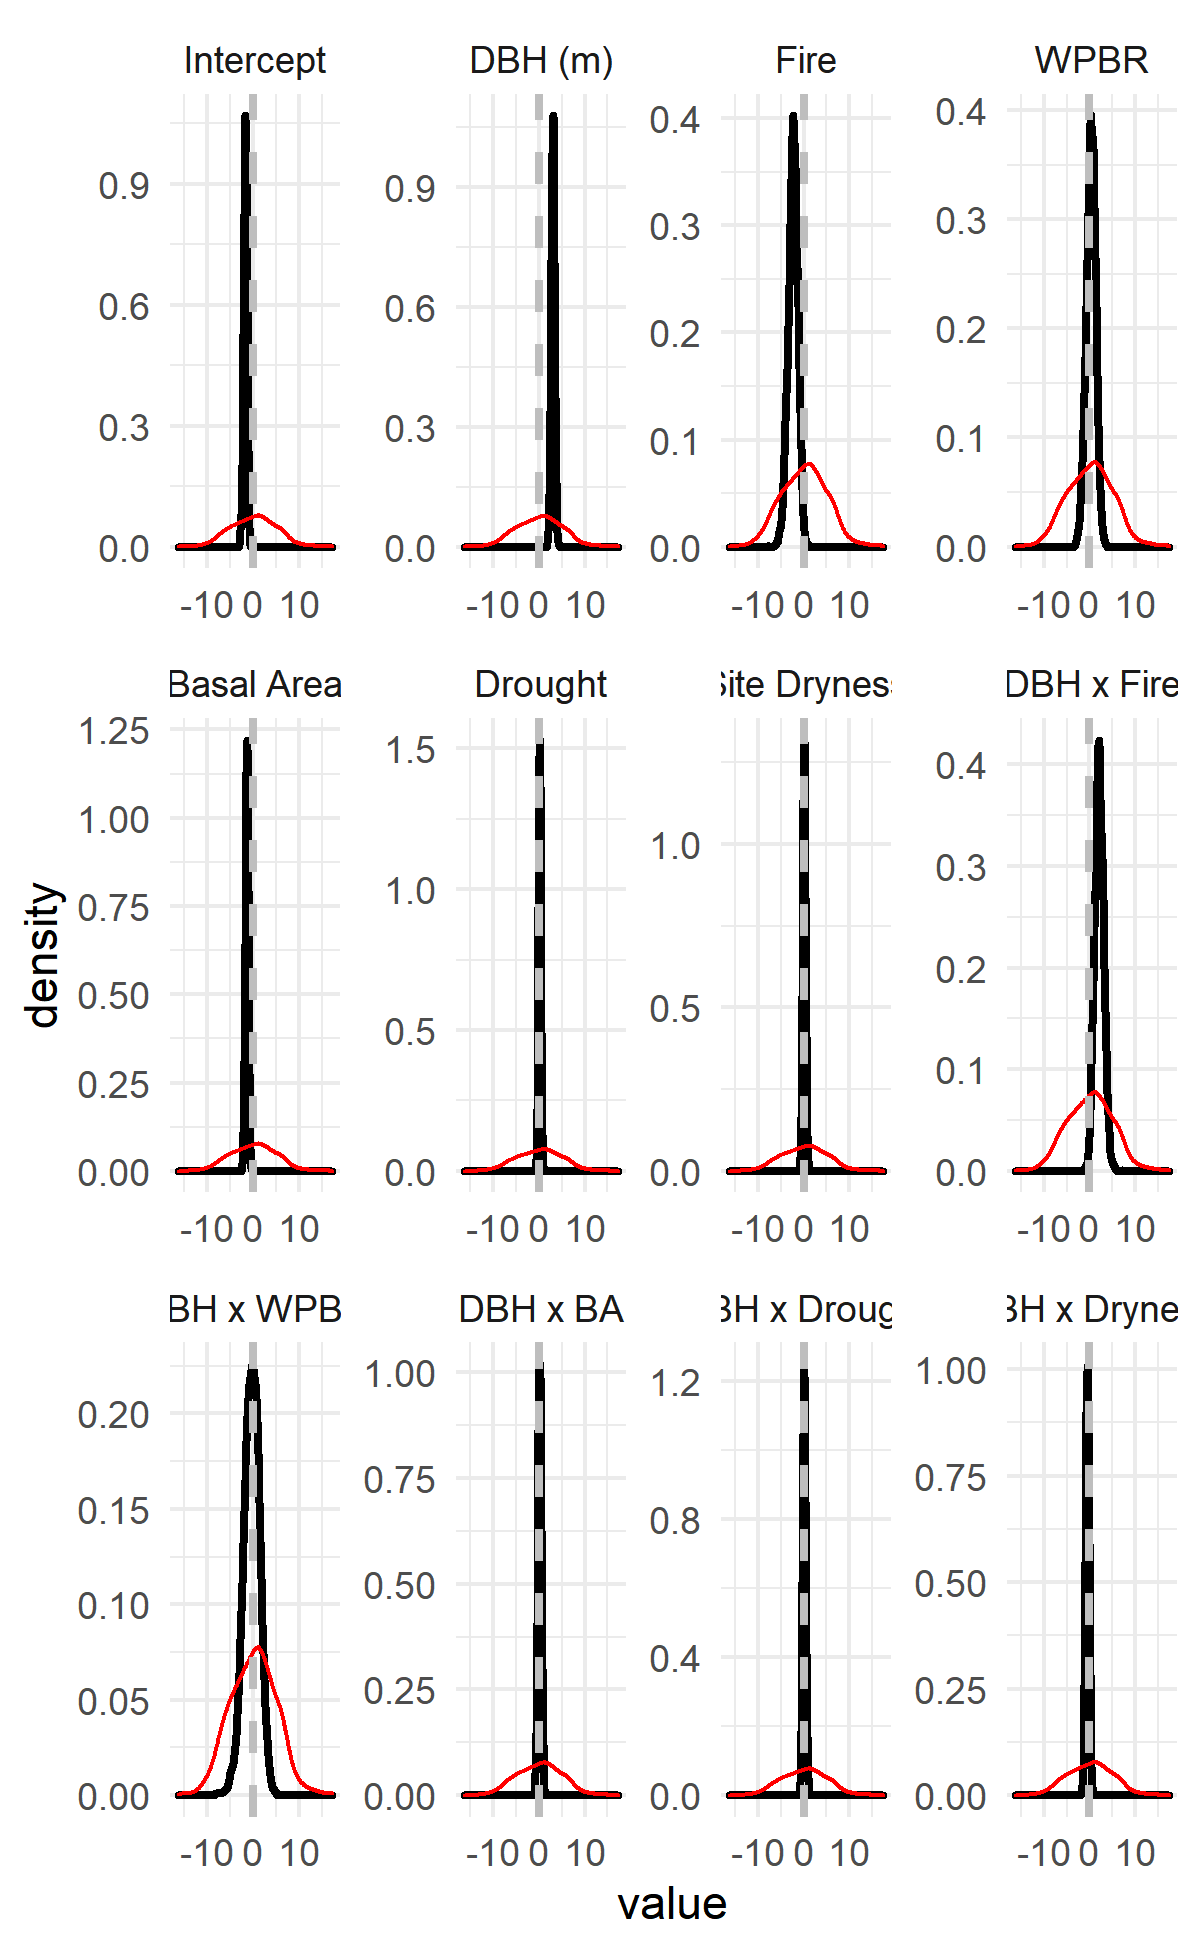 Intercept DBH (m) Fire WPBR
0.9 0.9 0.4 0.4
0.6 0.6 0.3 0.3
0.3 0.3 0.2 0.2
0.0 0.0 0.1 0.1
0.0 0.0
-10 0 10 -10 0 10 -10 0 10 -10 0 10
Basal Area Drought Site Dryness DBH x Fire
1.25 1.5 1.0 0.4
1.00 1.0 0.5 0.3
0.75 0.5 0.0 0.2
0.50 0.0 0.1
0.25 0.0
0.00
-10 0 10 -10 0 10 -10 0 10 -10 0 10
density
BH x WPB DBH x BA BH x Droug BH x Dryne
0.20 1.00 1.2 1.00
0.15 0.75 0.8 0.75
0.10 0.50 0.4 0.50
0.05 0.25 0.0 0.25
0.00 0.00 0.00
-10 0 10 -10 0 10 -10 0 10 -10 0 10
value